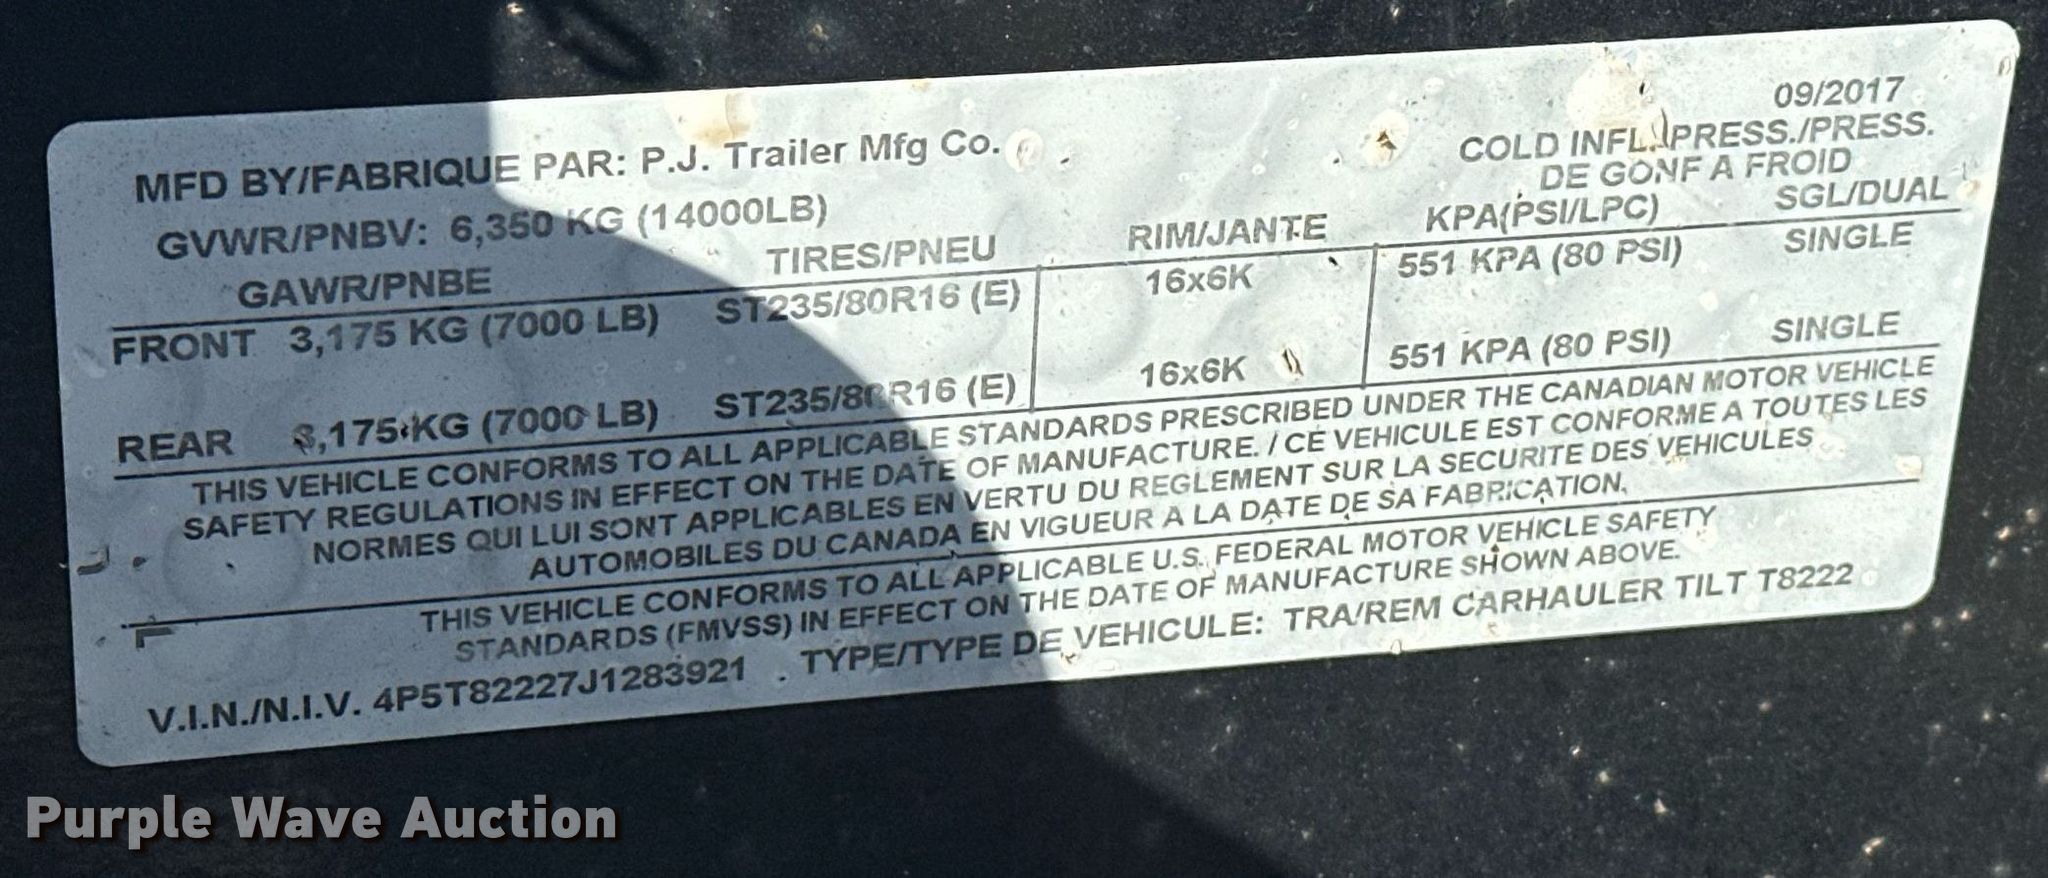 09/2017
MFD BY/FABRIQUE PAR: P.J. Trailer Mfg Co.
COLD INFL. PRESS./PRESS.
DE GONF A FROID
GVWR/PNBV: 6,350 KG (14000LB)
GAWR/PNBE TIRES/PNEU RIM/JANTE KPA(PSI/LPC) SGL/DUAL
FRONT 3,175 KG (7000 LB) ST235/80R16 (E) 16x6K 551 KPA (80 PSI) SINGLE
REAR 3,175 KG (7000 LB) ST235/80R16 (E) 16x6K 551 KPA (80 PSI) SINGLE
THIS VEHICLE CONFORMS TO ALL APPLICABLE STANDARDS PRESCRIBED UNDER THE CANADIAN MOTOR VEHICLE
SAFETY REGULATIONS IN EFFECT ON THE DATE OF MANUFACTURE. / CE VEHICULE EST CONFORME A TOUTES LES
NORMES QUI LUI SONT APPLICABLES EN VERTU DU REGLEMENT SUR LA SECURITE DES VEHICULES
AUTOMOBILES DU CANADA EN VIGUEUR A LA DATE DE SA FABRICATION.
THIS VEHICLE CONFORMS TO ALL APPLICABLE U.S. FEDERAL MOTOR VEHICLE SAFETY
STANDARDS (FMVSS) IN EFFECT ON THE DATE OF MANUFACTURE SHOWN ABOVE.
V.I.N./N.I.V. 4P5T82227J1283921 TYPE/TYPE DE VEHICULE: TRA/REM CARHAULER TILT T8222
Purple Wave Auction